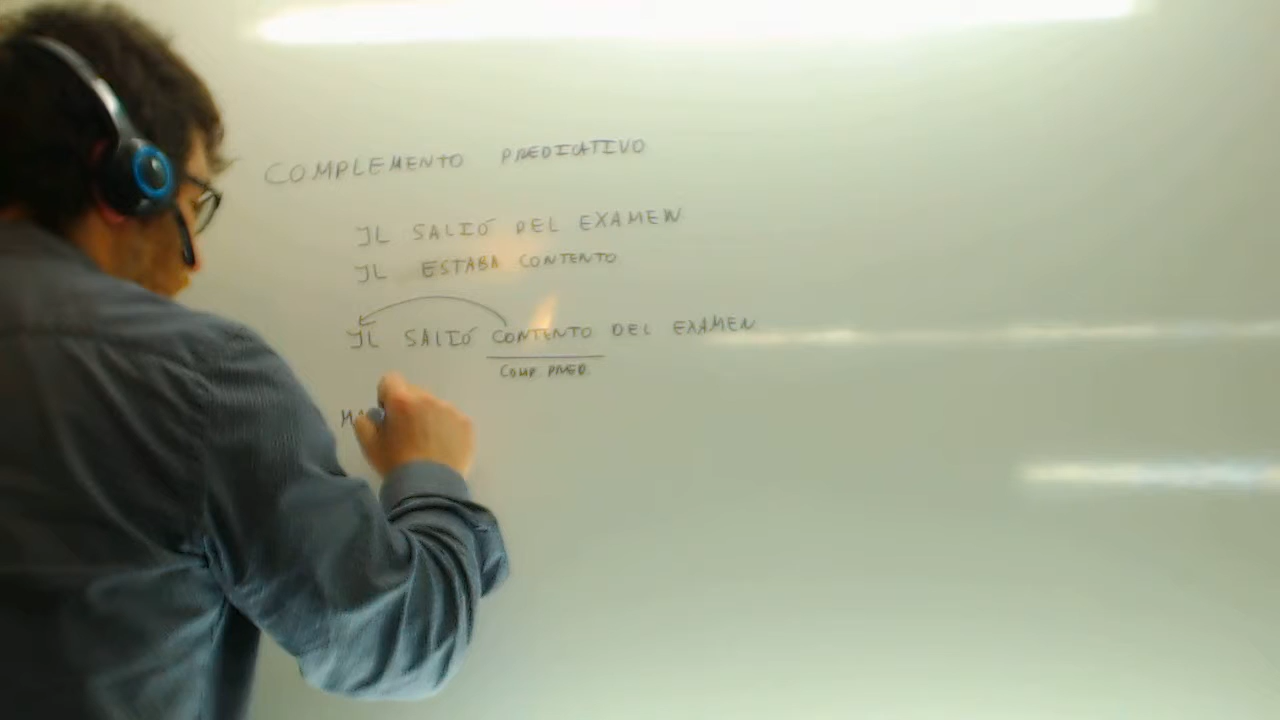 COMPLEMENTO PREDICATIVO
JL SALIÓ DEL EXAMEN
JL ESTABA CONTENTO
JL SALIÓ CONTENTO DEL EXAMEN
COMP PRED.